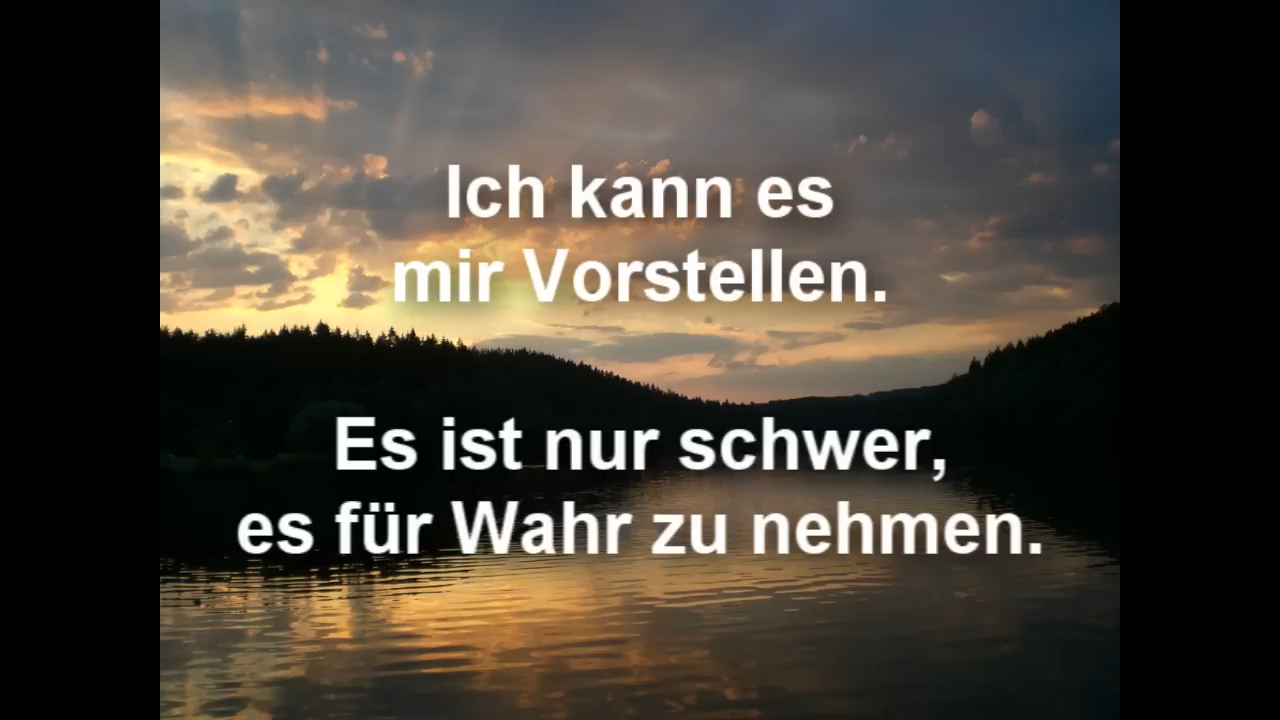 Ich kann es
mir Vorstellen.
Es ist nur schwer,
es für Wahr zu nehmen.